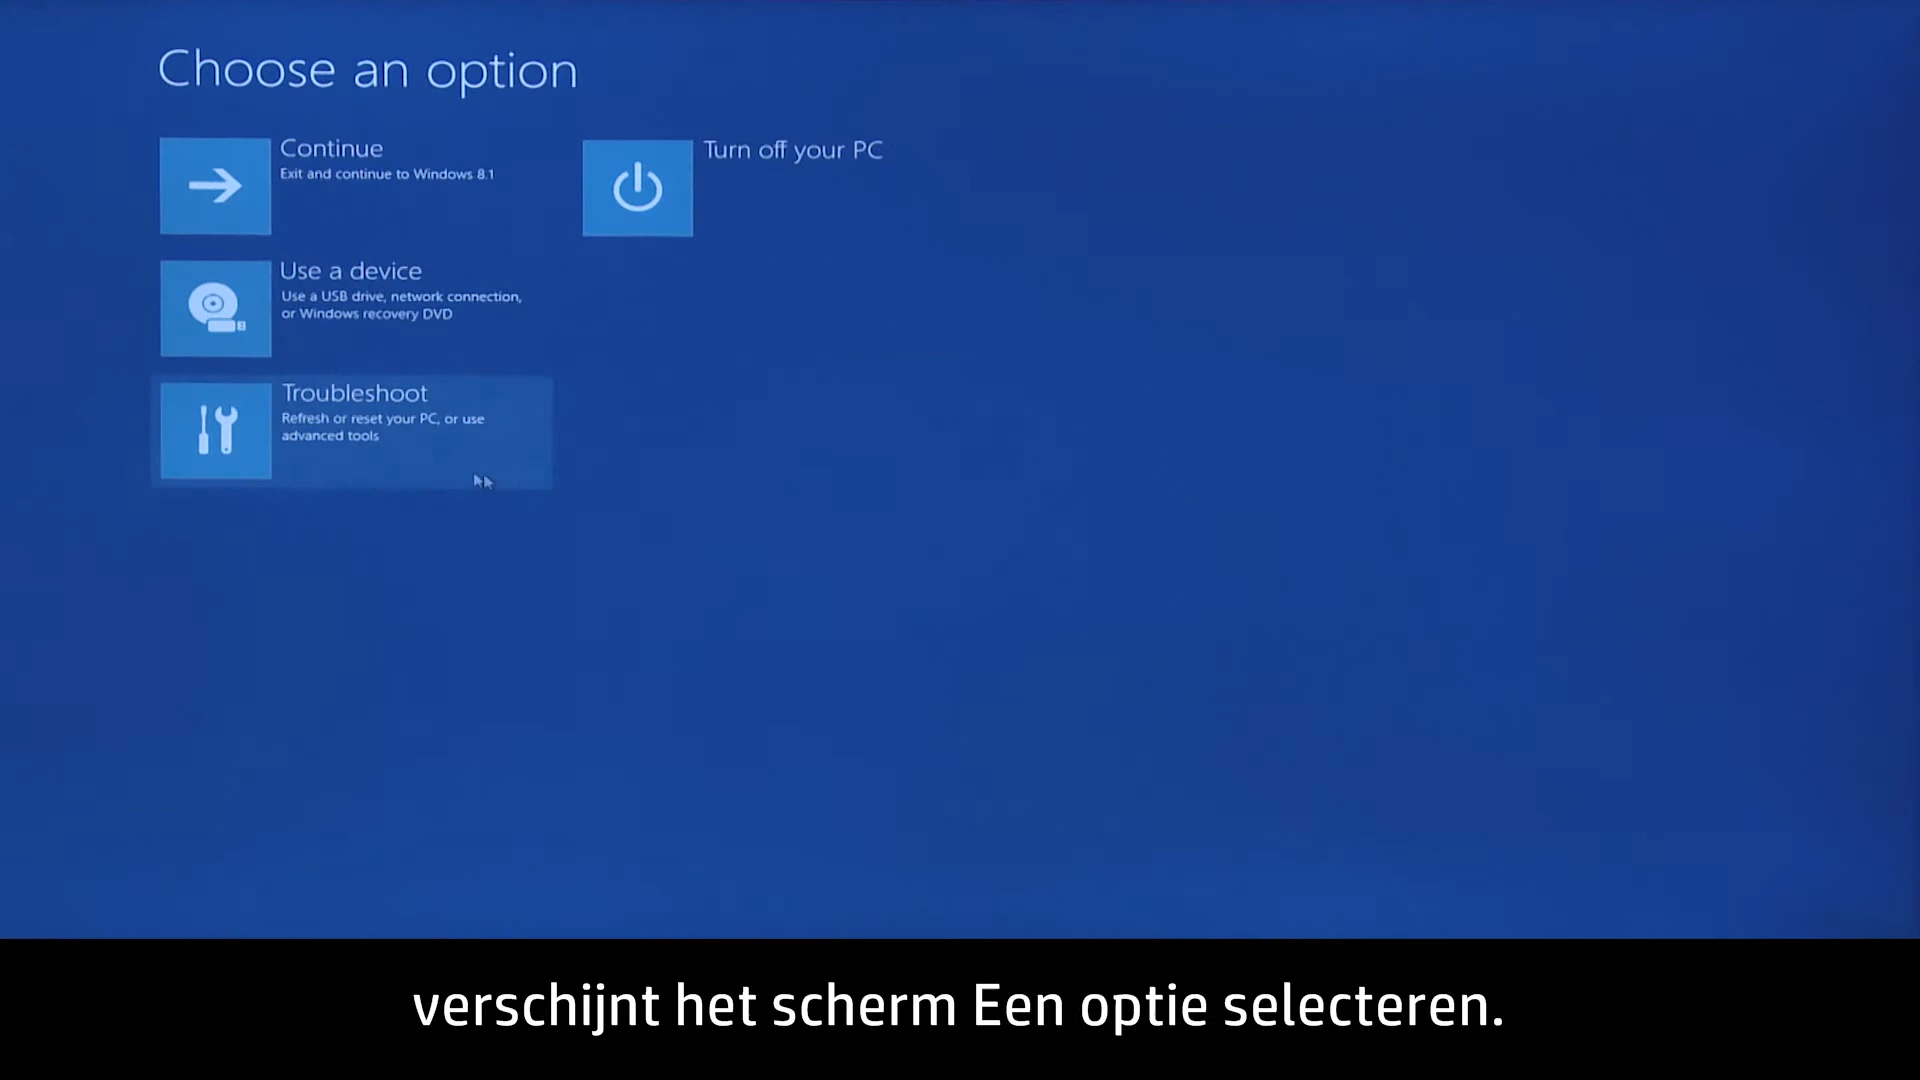 Choose an option
Continue
Exit and continue to Windows 8.1
Turn off your PC
Use a device
Use a USB drive, network connection,
or Windows recovery DVD
Troubleshoot
Refresh or reset your PC, or use
advanced tools
verschijnt het scherm Een optie selecteren.